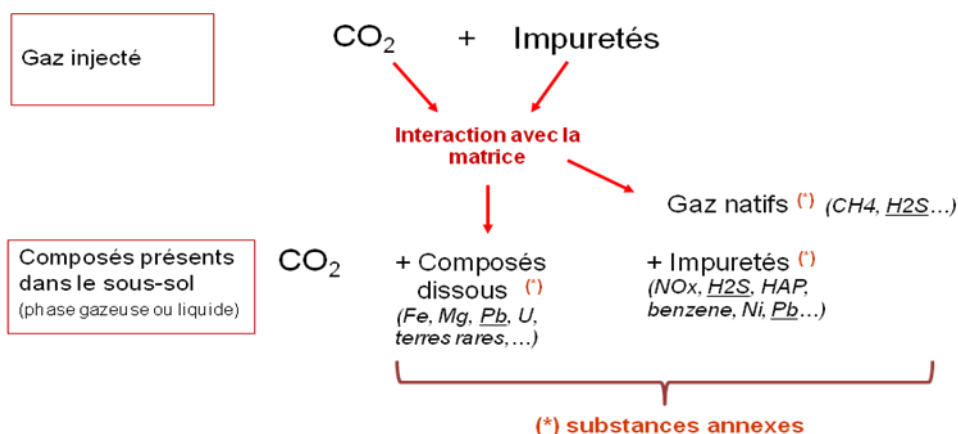 CO₂ + Impuretés
Gaz injecté
Interaction avec la
matrice
Gaz natifs (*) (CH4, H2S…)
Composés présents
dans le sous-sol
(phase gazeuse ou liquide)
CO₂
+ Composés
dissous (*)
(Fe, Mg, Pb, U,
terres rares,…)
+ Impuretés (*)
(NOx, H2S, HAP,
benzene, Ni, Pb…)
(*) substances annexes